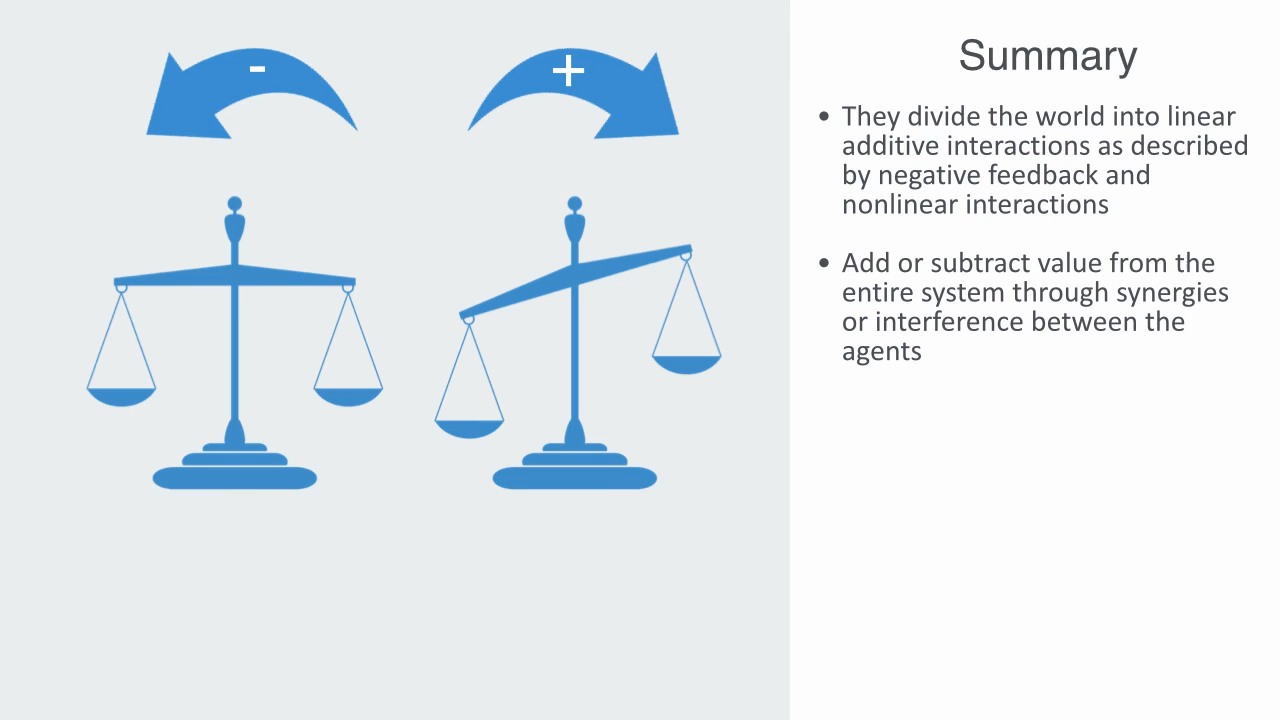 -
+
Summary
• They divide the world into linear
additive interactions as described
by negative feedback and
nonlinear interactions
• Add or subtract value from the
entire system through synergies
or interference between the
agents